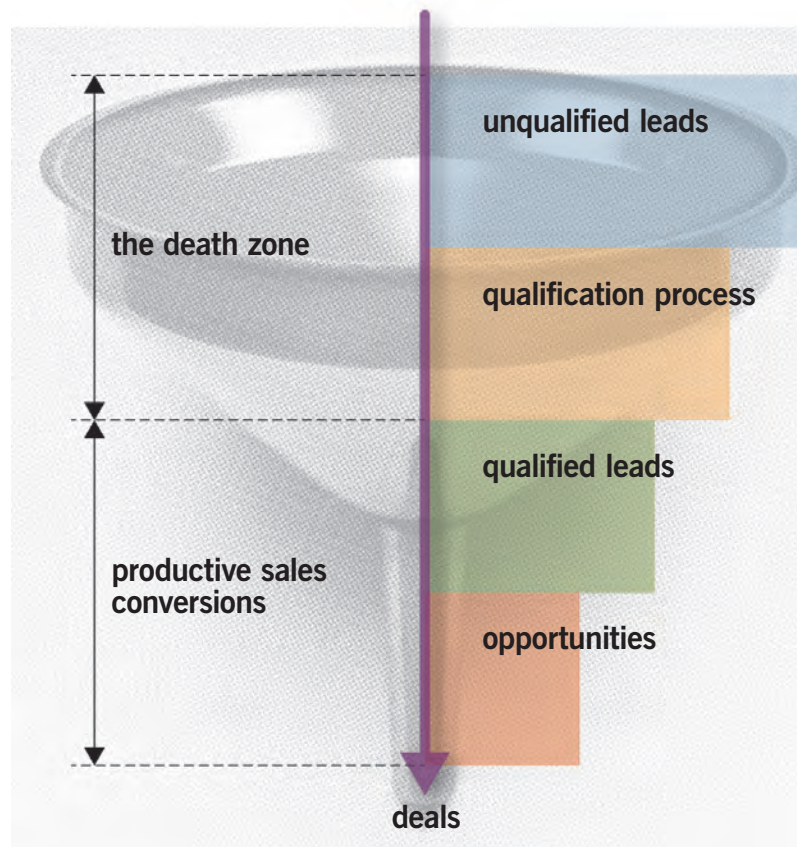 unqualified leads
the death zone
qualification process
qualified leads
productive sales
conversions
opportunities
deals